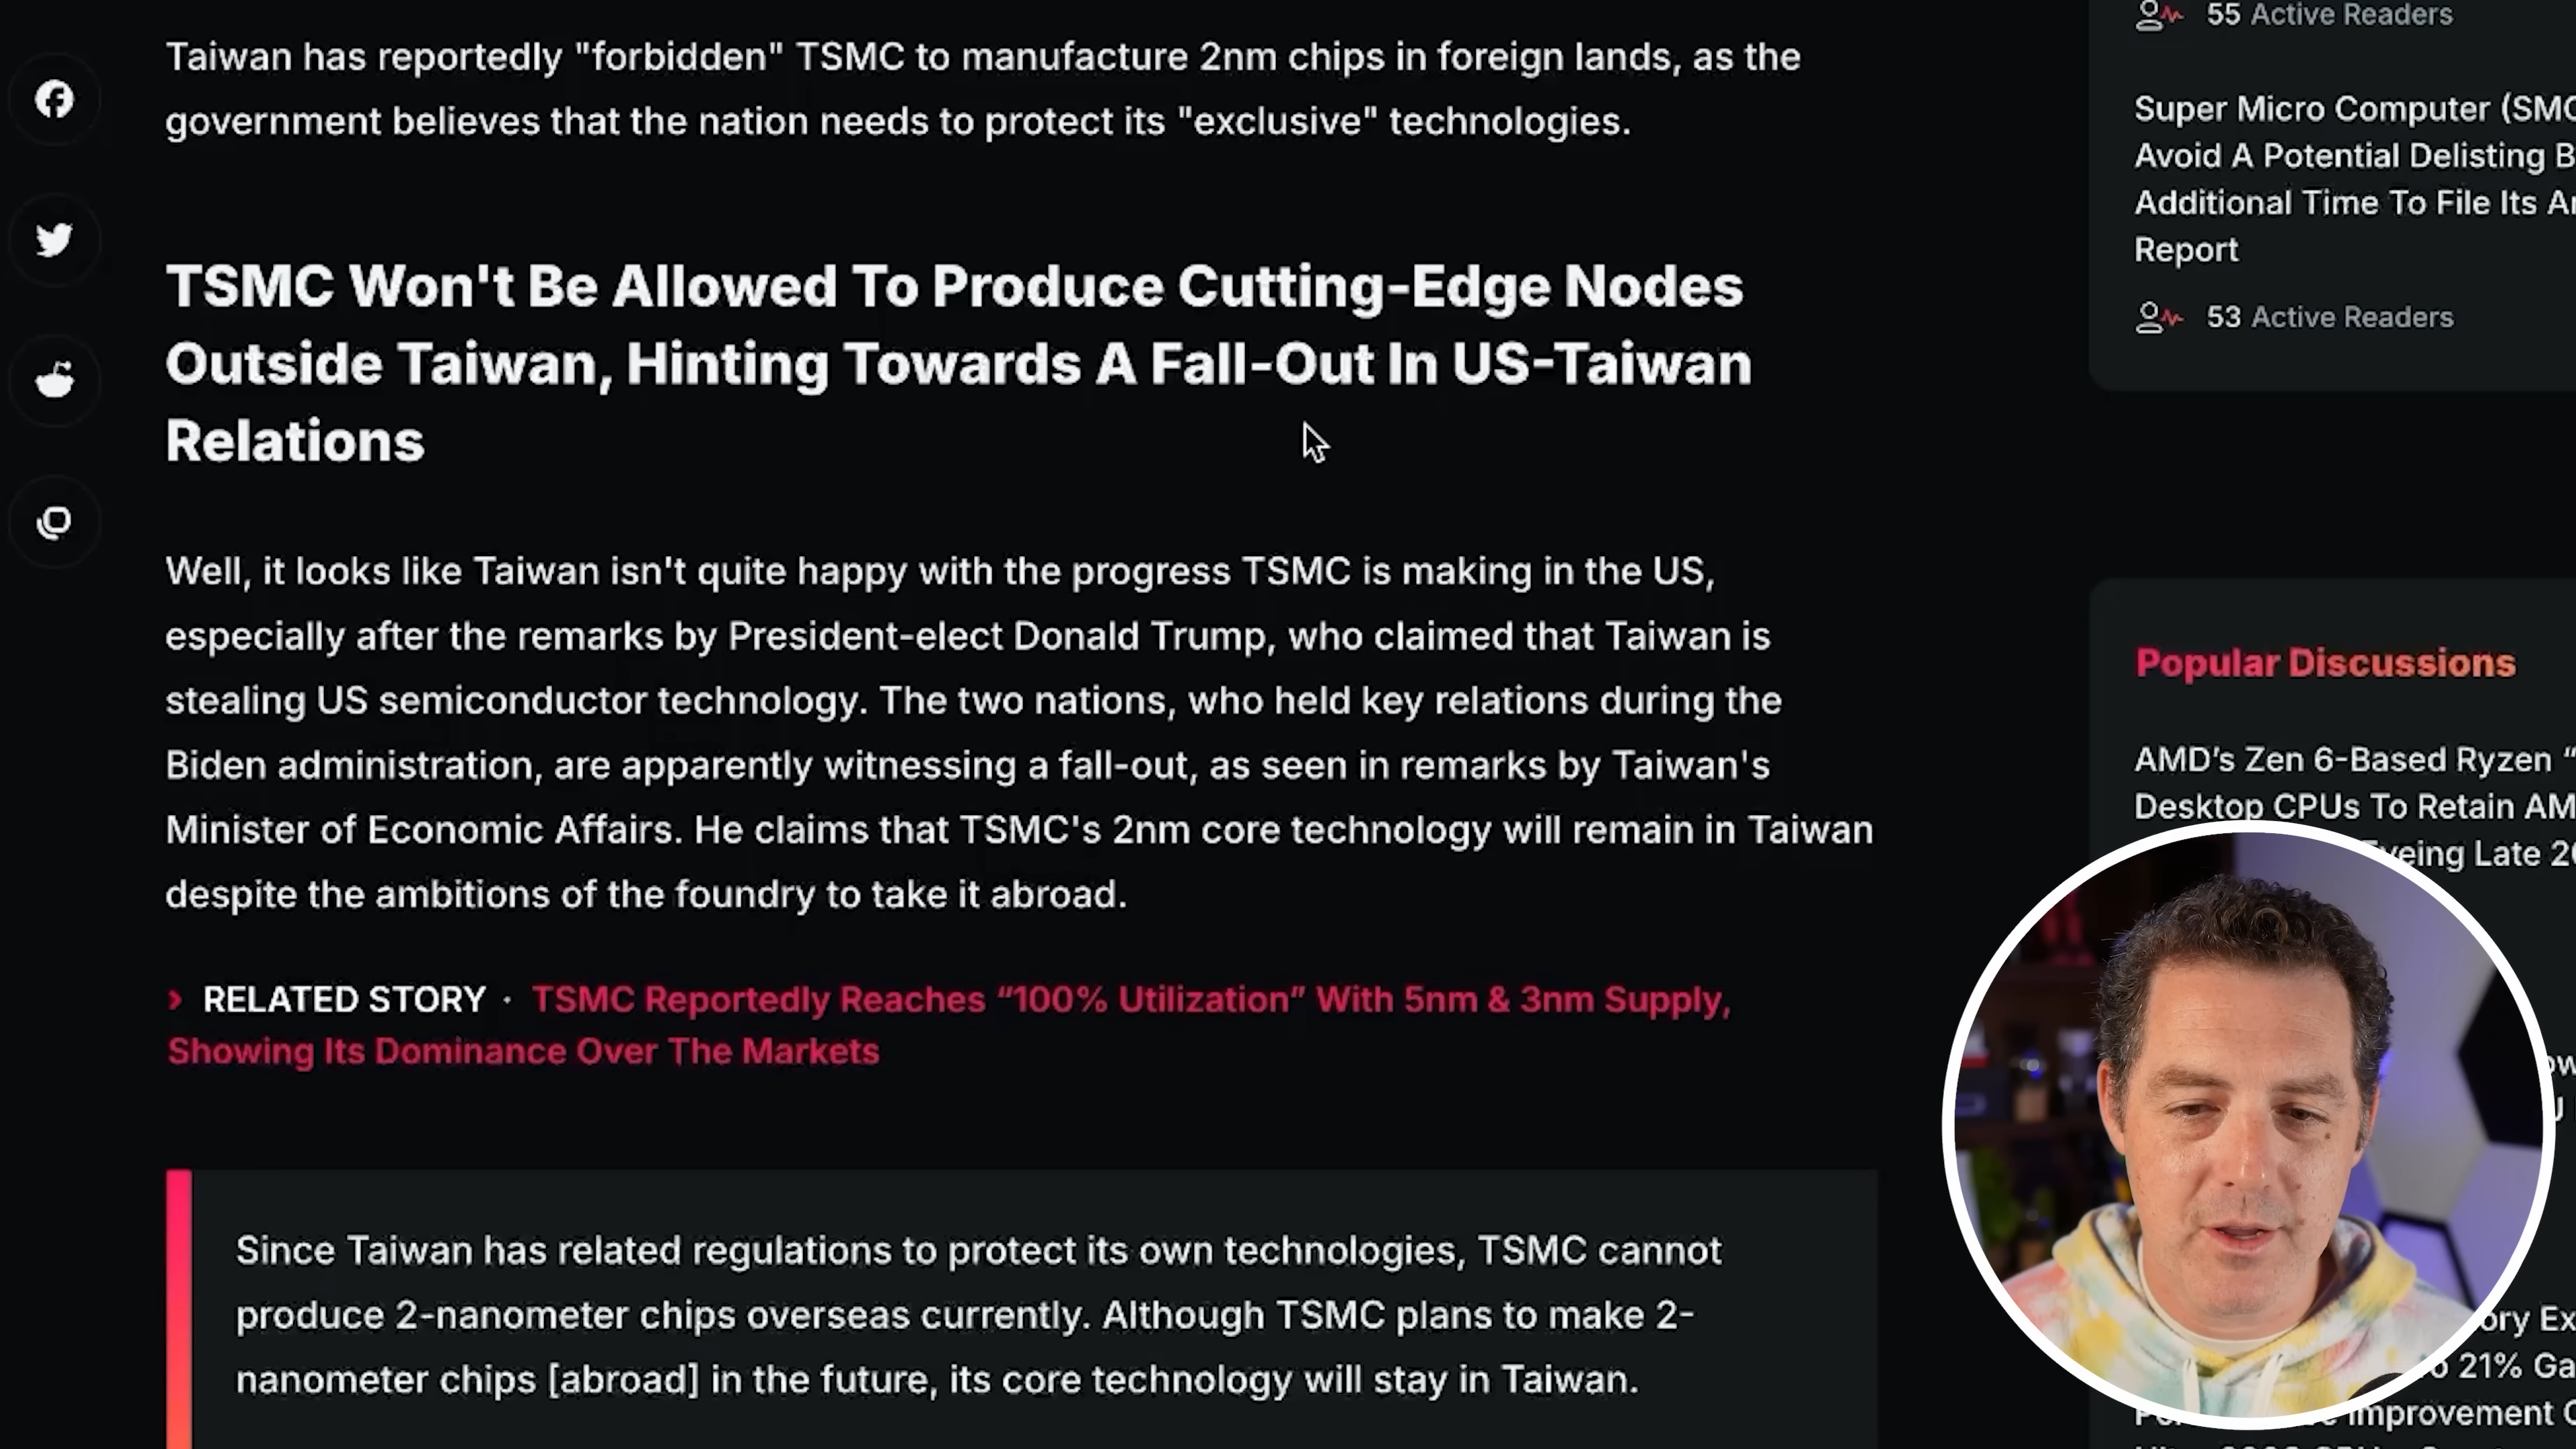 Taiwan has reportedly "forbidden" TSMC to manufacture 2nm chips in foreign lands, as the
government believes that the nation needs to protect its "exclusive" technologies.
TSMC Won't Be Allowed To Produce Cutting-Edge Nodes
Outside Taiwan, Hinting Towards A Fall-Out In US-Taiwan
Relations
Well, it looks like Taiwan isn't quite happy with the progress TSMC is making in the US,
especially after the remarks by President-elect Donald Trump, who claimed that Taiwan is
stealing US semiconductor technology. The two nations, who held key relations during the
Biden administration, are apparently witnessing a fall-out, as seen in remarks by Taiwan's
Minister of Economic Affairs. He claims that TSMC's 2nm core technology will remain in Taiwan
despite the ambitions of the foundry to take it abroad.
› RELATED STORY · TSMC Reportedly Reaches “100% Utilization” With 5nm & 3nm Supply,
Showing Its Dominance Over The Markets
Since Taiwan has related regulations to protect its own technologies, TSMC cannot
produce 2-nanometer chips overseas currently. Although TSMC plans to make 2-
nanometer chips [abroad] in the future, its core technology will stay in Taiwan.
55 Active Readers
Super Micro Computer (SMC
Avoid A Potential Delisting B
Additional Time To File Its
Report
53 Active Readers
Popular Discussions
AMD’s Zen 6-Based Ryzen “
Desktop CPUs To Retain AM
Eyeing Late
21% Ga
Improvement